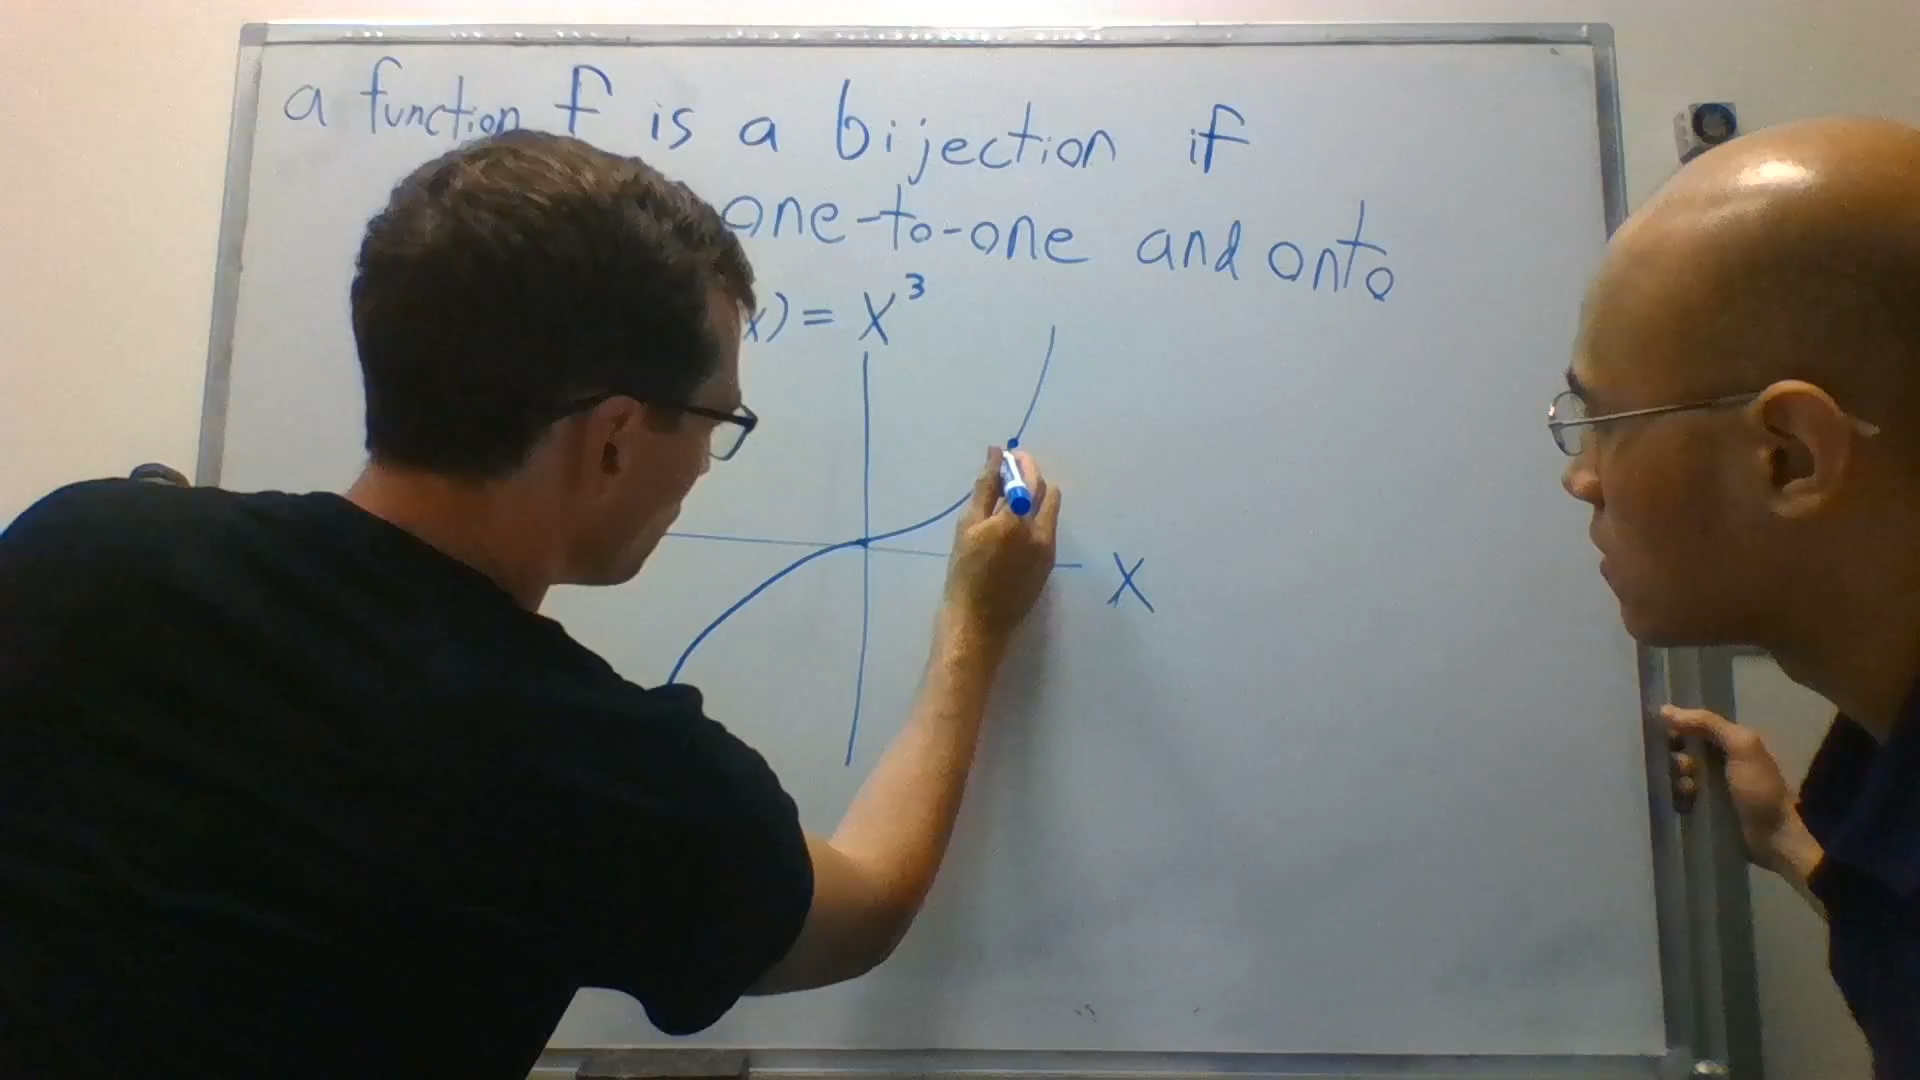 a function f is a bijection if
one-to-one and onto
x) = x³
X